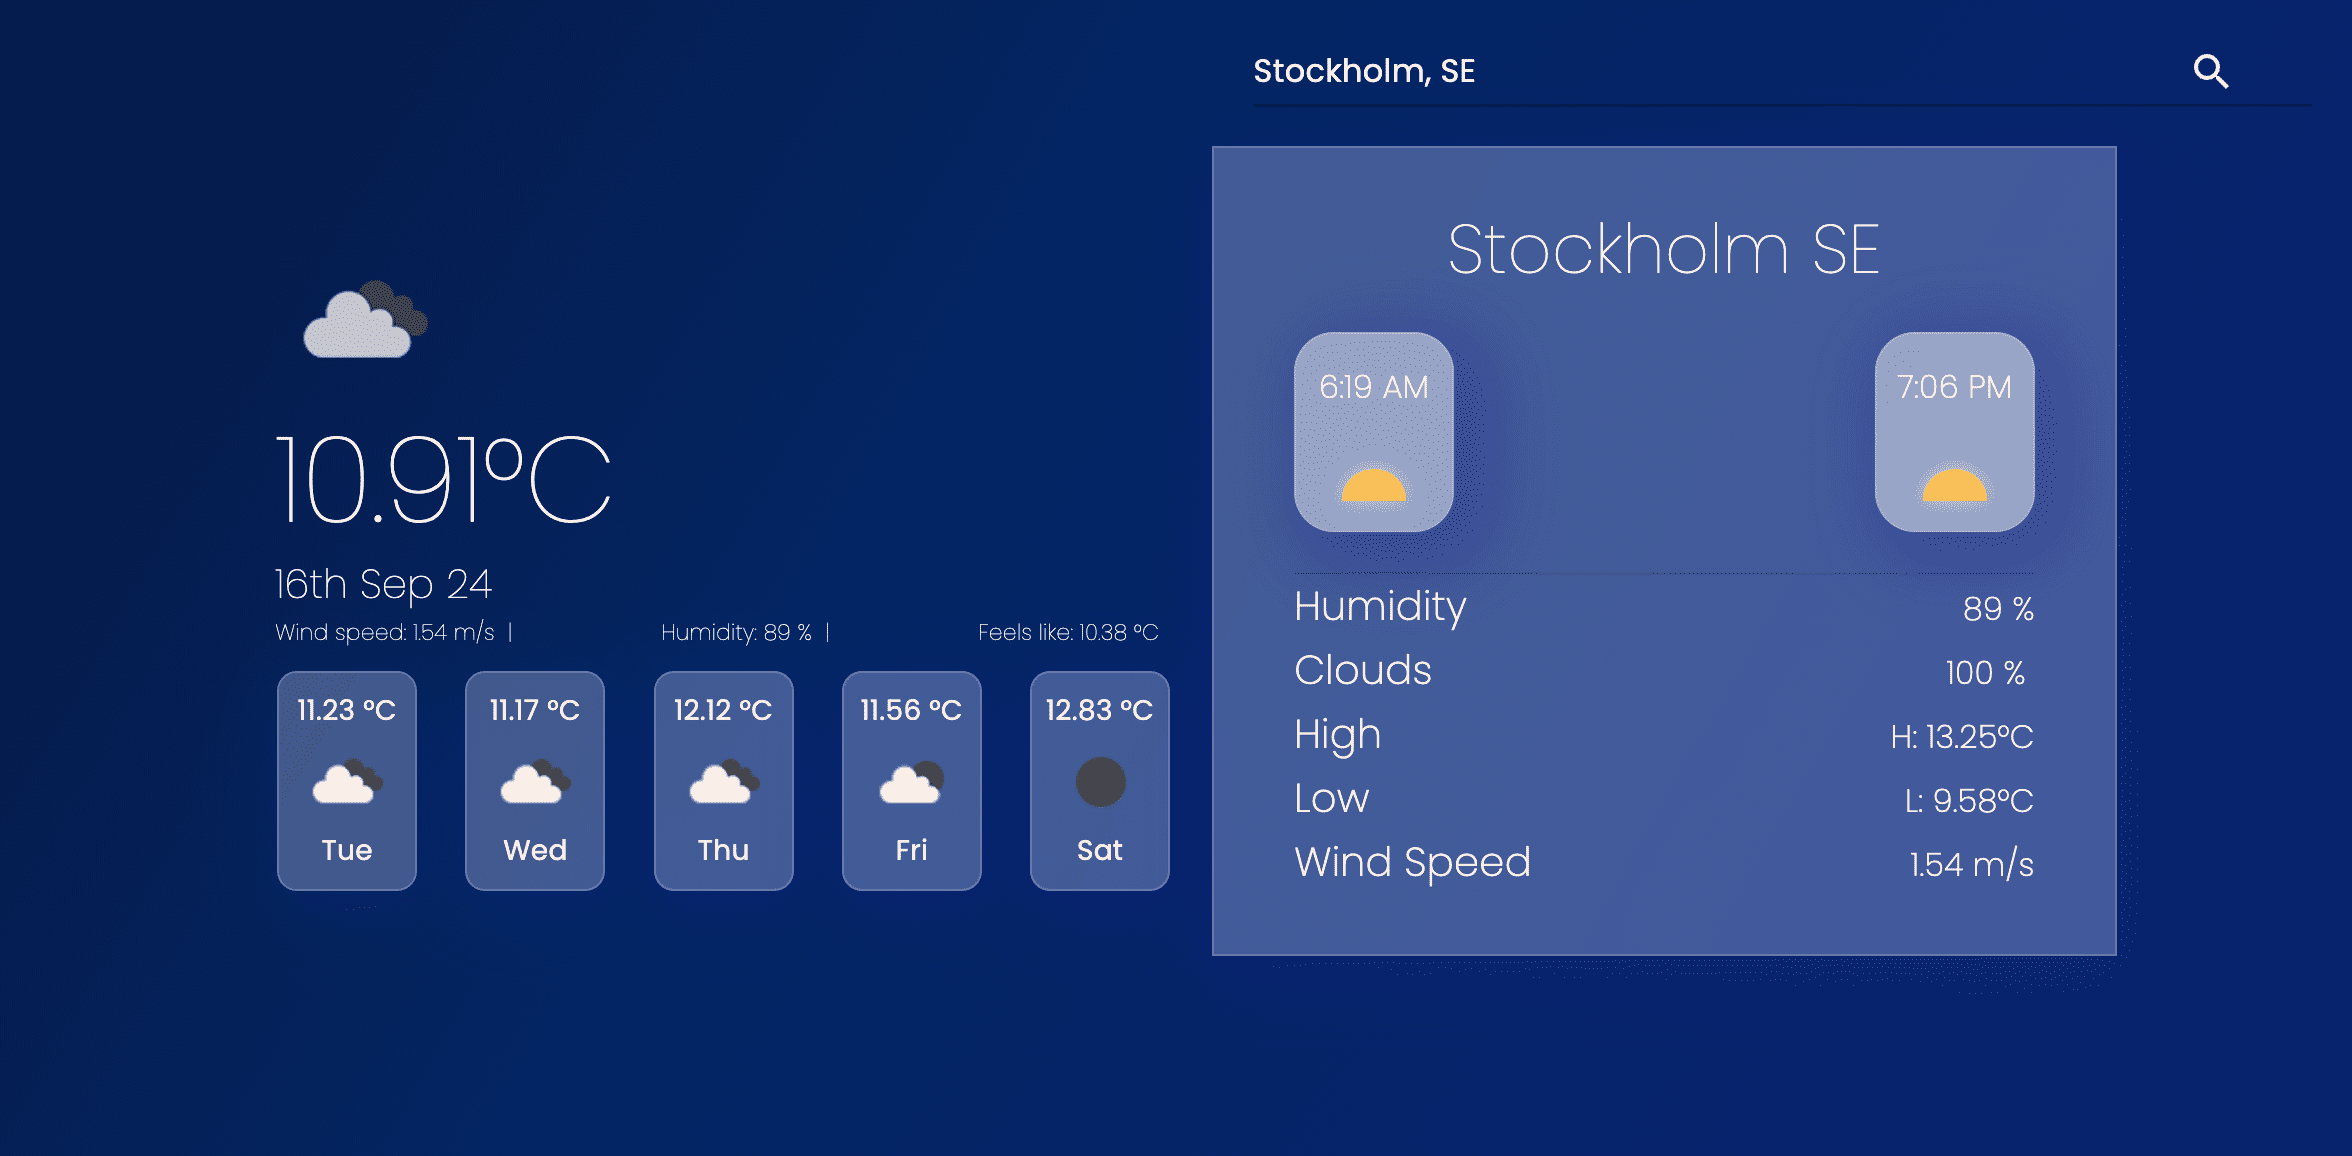 Stockholm, SE
10.91°C
16th Sep 24
Wind speed: 1.54 m/s |
Humidity: 89 % |
Feels like: 10.38 °C
11.23 °C
Tue
11.17 °C
Wed
12.12 °C
Thu
11.56 °C
Fri
12.83 °C
Sat
Stockholm SE
6:19 AM
7:06 PM
Humidity 89 %
Clouds 100 %
High H: 13.25°C
Low L: 9.58°C
Wind Speed 1.54 m/s